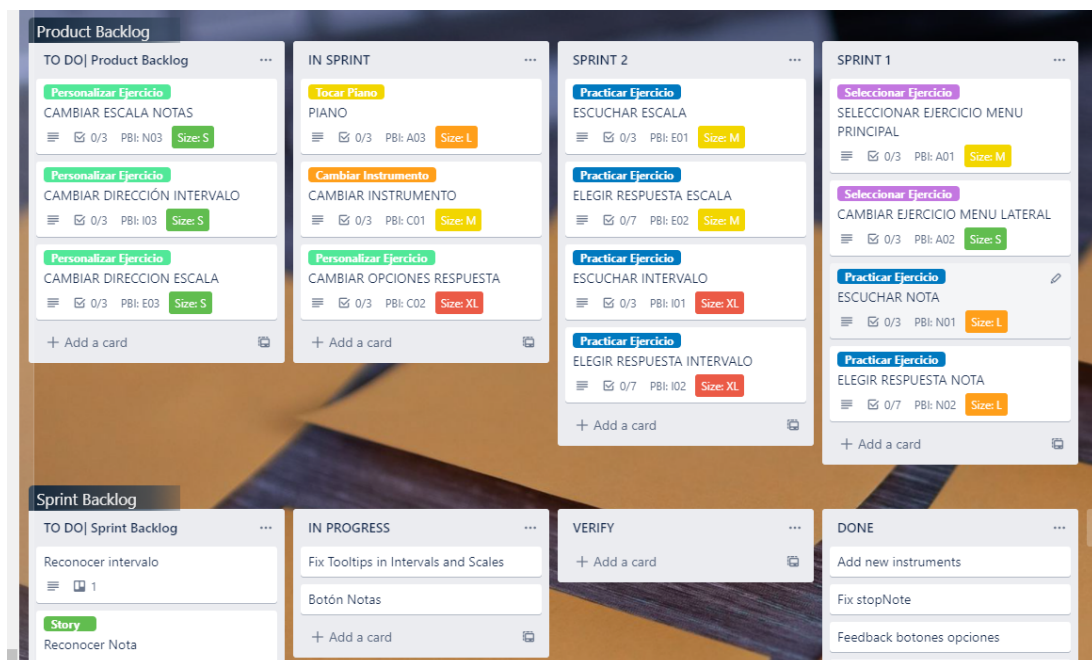 Product Backlog
TO DO| Product Backlog
Personalizar Ejercicio
CAMBIAR ESCALA NOTAS
0/3 PBI: N03 Size: S
Personalizar Ejercicio
CAMBIAR DIRECCIÓN INTERVALO
0/3 PBI: I03 Size: S
Personalizar Ejercicio
CAMBIAR DIRECCION ESCALA
0/3 PBI: E03 Size: S
+ Add a card
IN SPRINT
Tocar Piano
PIANO
0/3 PBI: A03 Size: L
Cambiar Instrumento
CAMBIAR INSTRUMENTO
0/3 PBI: C01 Size: M
Personalizar Ejercicio
CAMBIAR OPCIONES RESPUESTA
0/3 PBI: C02 Size: XL
+ Add a card
SPRINT 2
Practicar Ejercicio
ESCUCHAR ESCALA
0/3 PBI: E01 Size: M
Practicar Ejercicio
ELEGIR RESPUESTA ESCALA
0/7 PBI: E02 Size: M
Practicar Ejercicio
ESCUCHAR INTERVALO
0/3 PBI: I01 Size: XL
Practicar Ejercicio
ELEGIR RESPUESTA INTERVALO
0/7 PBI: I02 Size: XL
+ Add a card
SPRINT 1
Seleccionar Ejercicio
SELECCIONAR EJERCICIO MENU
PRINCIPAL
0/3 PBI: A01 Size: M
Seleccionar Ejercicio
CAMBIAR EJERCICIO MENU LATERAL
0/3 PBI: A02 Size: S
Practicar Ejercicio
ESCUCHAR NOTA
0/3 PBI: N01 Size: L
Practicar Ejercicio
ELEGIR RESPUESTA NOTA
0/7 PBI: N02 Size: L
+ Add a card
Sprint Backlog
TO DO| Sprint Backlog
Reconocer intervalo
1
Story
Reconocer Nota
IN PROGRESS
Fix Tooltips in Intervals and Scales
Botón Notas
+ Add a card
VERIFY
+ Add a card
DONE
Add new instruments
Fix stopNote
Feedback botones opciones